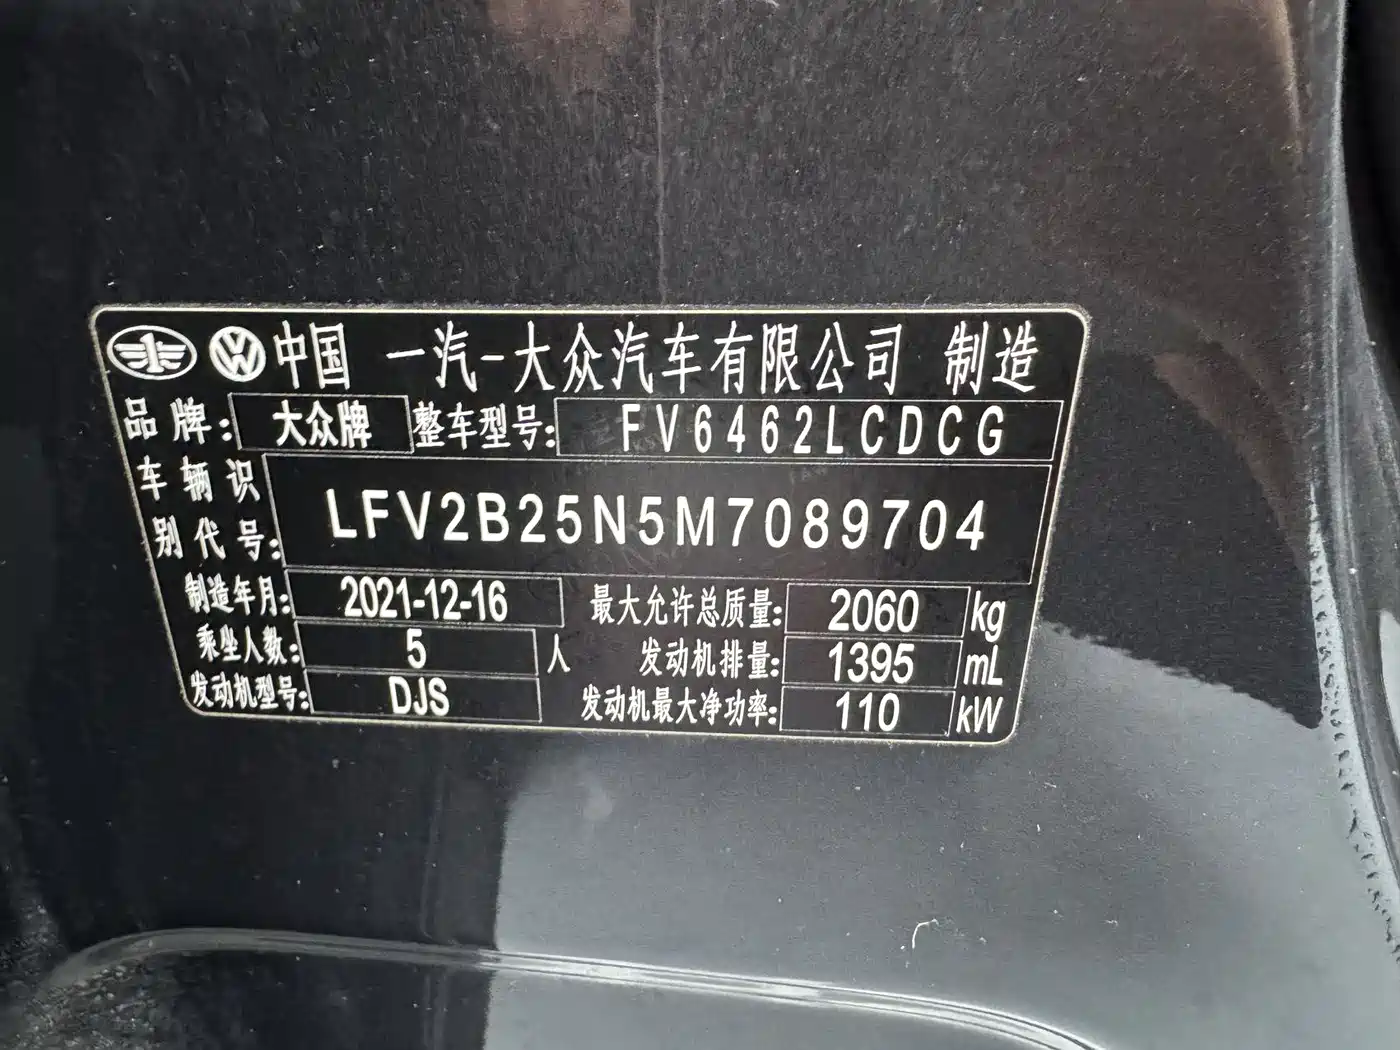 中国 一汽-大众汽车有限公司 制造
品牌: 大众牌 整车型号: FV6462LCDCG
车辆识别代号: LFV2B25N5M7089704
制造年月: 2021-12-16 最大允许总质量: 2060 kg
乘坐人数: 5 人 发动机排量: 1395 mL
发动机型号: DJS 发动机最大净功率: 110 kW